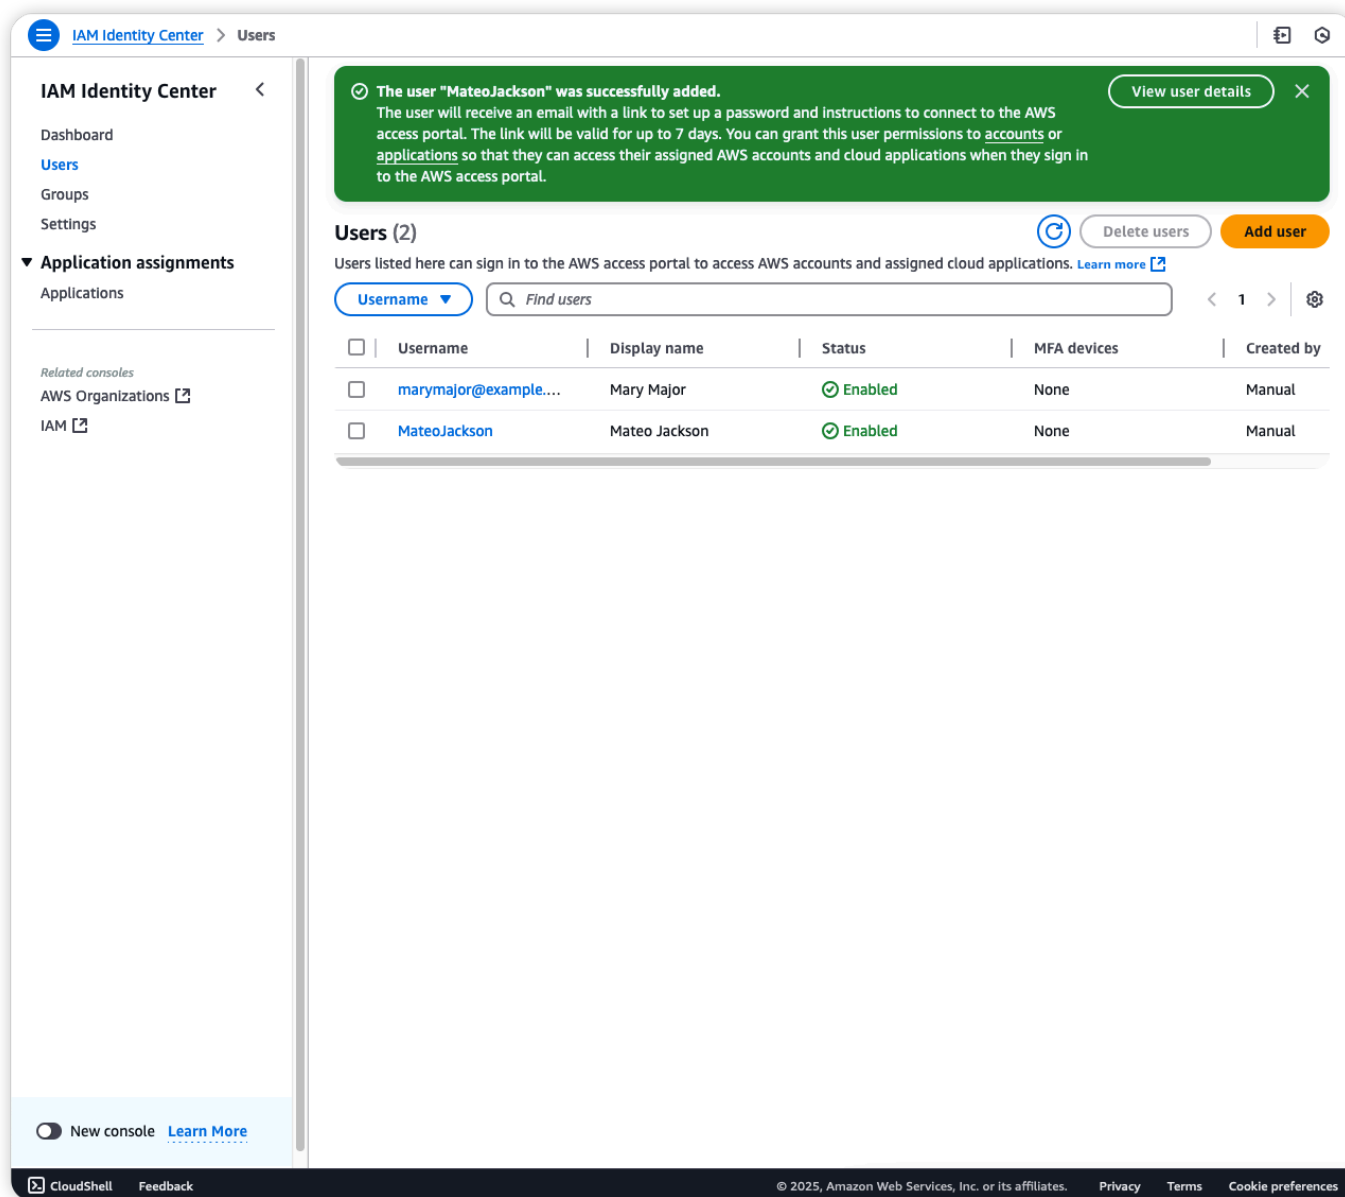 IAM Identity Center > Users
IAM Identity Center
Dashboard
Users
Groups
Settings
Application assignments
Applications
Related consoles
AWS Organizations
IAM
New console Learn More
The user "MateoJackson" was successfully added.
The user will receive an email with a link to set up a password and instructions to connect to the AWS
access portal. The link will be valid for up to 7 days. You can grant this user permissions to accounts or
applications so that they can access their assigned AWS accounts and cloud applications when they sign in
to the AWS access portal.
View user details
Users (2)
Delete users
Add user
Users listed here can sign in to the AWS access portal to access AWS accounts and assigned cloud applications. Learn more
Username
Find users
1
Username Display name Status MFA devices Created by
marymajor@example.... Mary Major Enabled None Manual
MateoJackson Mateo Jackson Enabled None Manual
CloudShell Feedback © 2025, Amazon Web Services, Inc. or its affiliates. Privacy Terms Cookie preferences